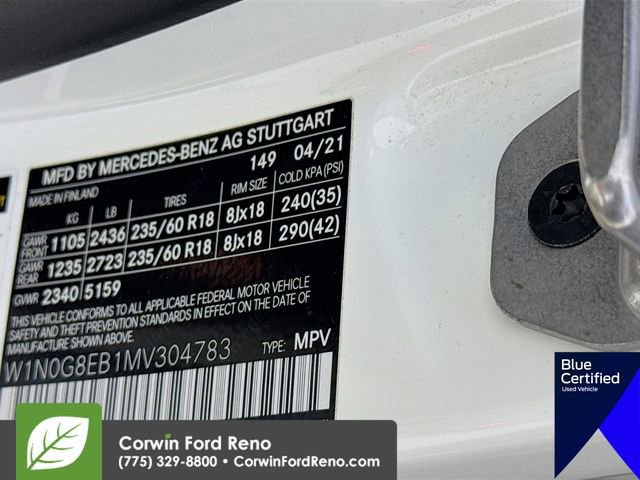 MFD BY MERCEDES-BENZ AG STUTTGART
MADE IN FINLAND 149 04/21
KG LB TIRES RIM SIZE COLD KPA (PSI)
GAWR FRONT 1105 2436 235/60 R18 8Jx18 240(35)
GAWR REAR 1235 2723 235/60 R18 8Jx18 290(42)
GVWR 2340 5159
THIS VEHICLE CONFORMS TO ALL APPLICABLE FEDERAL MOTOR VEHICLE
SAFETY AND THEFT PREVENTION STANDARDS IN EFFECT ON THE DATE OF
MANUFACTURE SHOWN ABOVE.
W1N0G8EB1MV304783 TYPE: MPV
Blue
Certified
Used Vehicle
Corwin Ford Reno
(775) 329-8800 • CorwinFordReno.com